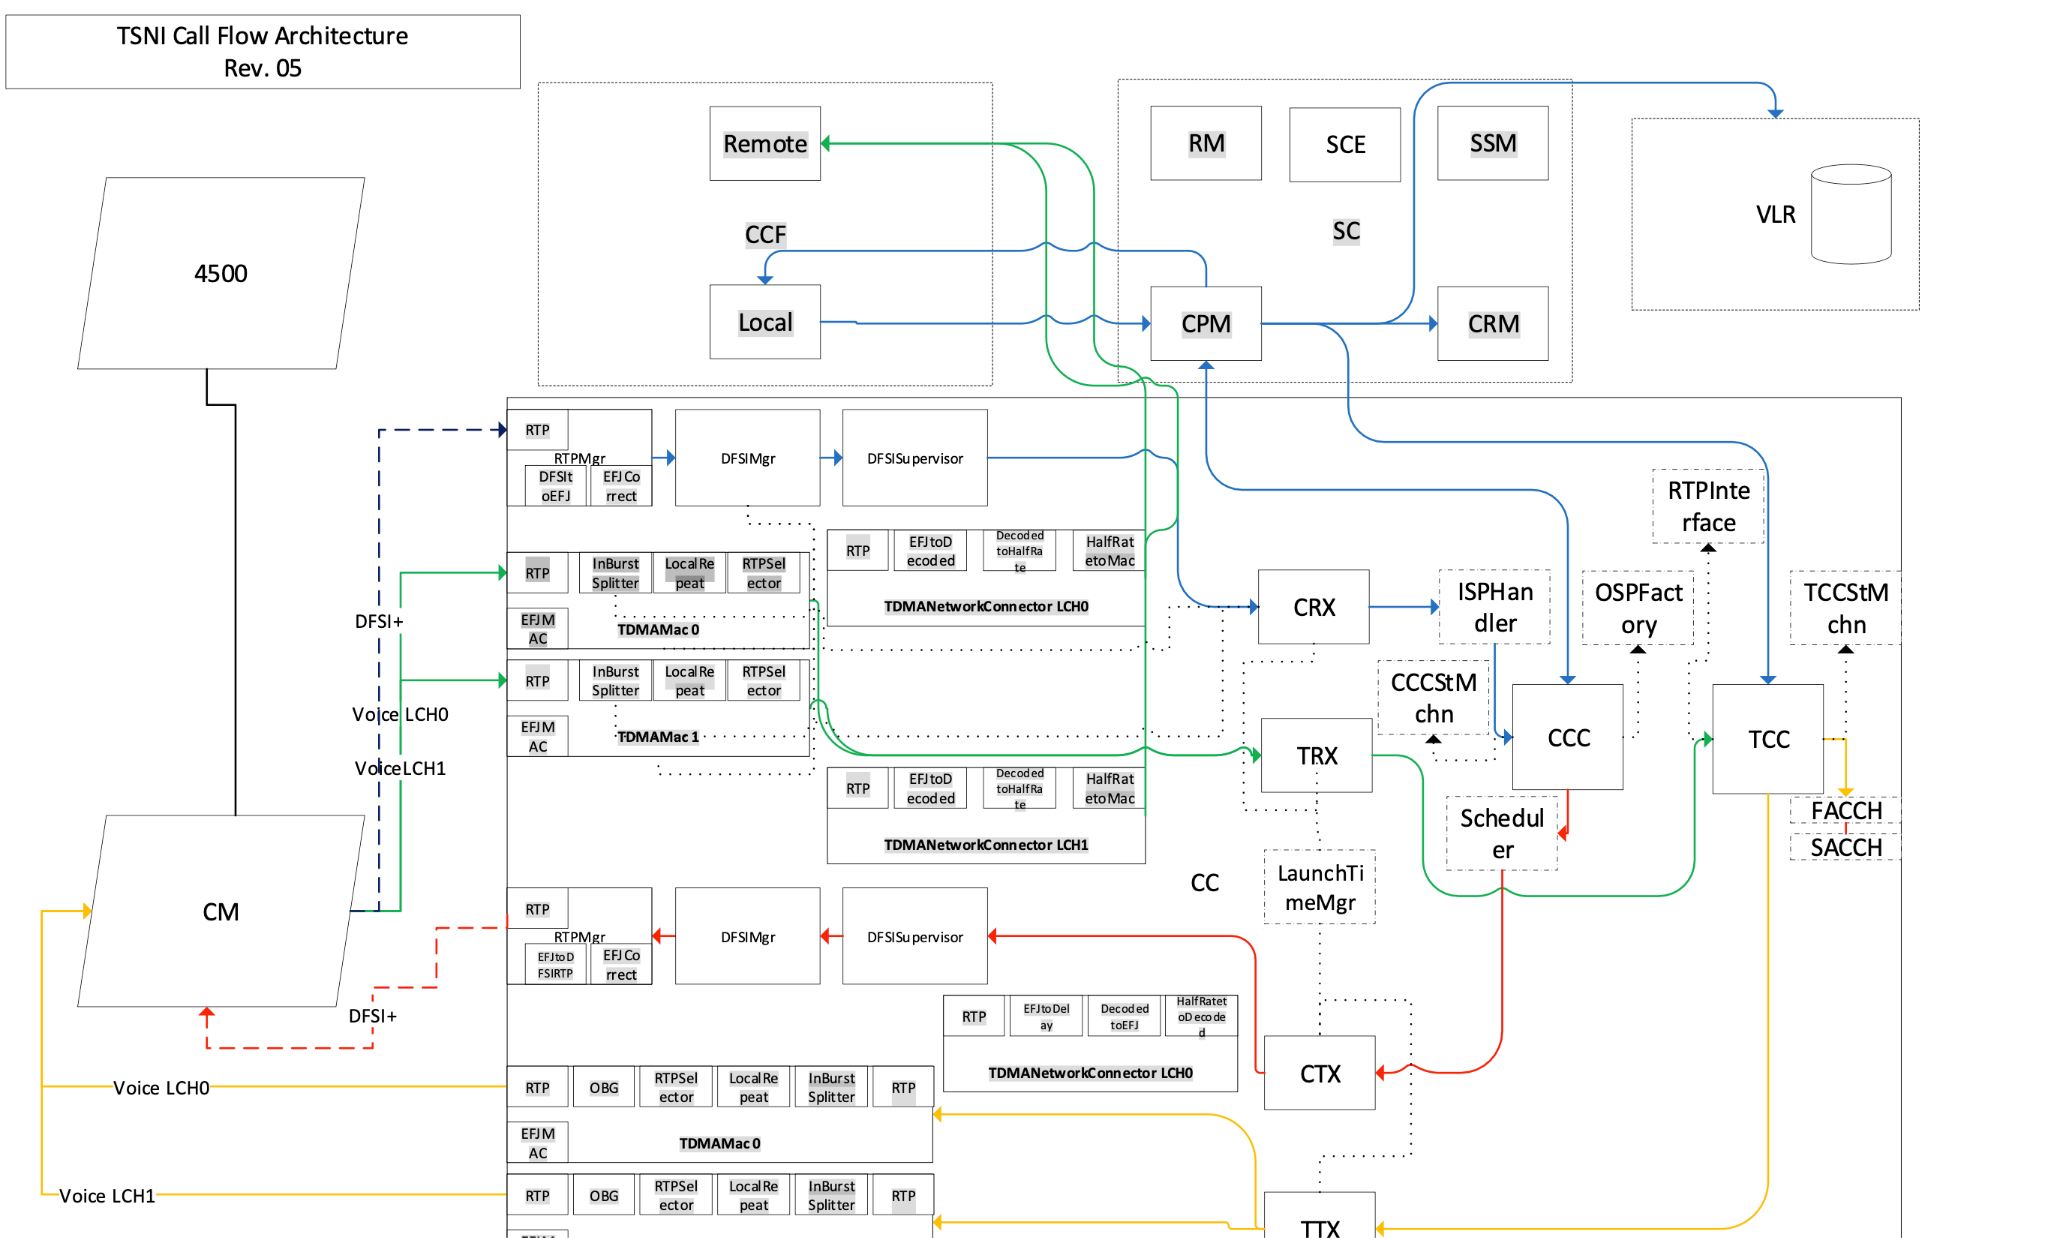 TSNI Call Flow Architecture
Rev. 05
Remote
CCF
Local
RM
SCE
SSM
SC
CPM
CRM
VLR
4500
RTP
RTPMgr
DFSIt
oEFJ
EFJCo
rrect
DFSIMgr
DFSISupervisor
RTP
InBurst
Splitter
LocalRe
peat
RTPSel
ector
EFJM
AC
TDMAMac 0
RTP
EFJtoD
ecoded
Decoded
toHalfRa
te
HalfRat
etoMac
TDMANetworkConnector LCH0
DFSI+
RTP
InBurst
Splitter
LocalRe
peat
RTPSel
ector
EFJM
AC
TDMAMac 1
Voice LCH0
VoiceLCH1
RTP
EFJtoD
ecoded
Decoded
toHalfRa
te
HalfRat
etoMac
TDMANetworkConnector LCH1
CRX
ISPHan
dler
OSPFact
ory
RTPInte
rface
TCCStM
chn
CCCStM
chn
CCC
TCC
TRX
Schedul
er
FACCH
SACCH
LaunchTi
meMgr
CC
CM
RTP
RTPMgr
EFJtoD
FSIRTP
EFJCo
rrect
DFSIMgr
DFSISupervisor
DFSI+
RTP
EFJtoDel
ay
Decoded
toEFJ
HalfRatet
oDecode
d
TDMANetworkConnector LCH0
CTX
Voice LCH0
RTP
OBG
RTPSel
ector
LocalRe
peat
InBurst
Splitter
RTP
EFJM
AC
TDMAMac 0
Voice LCH1
RTP
OBG
RTPSel
ector
LocalRe
peat
InBurst
Splitter
RTP
TTX